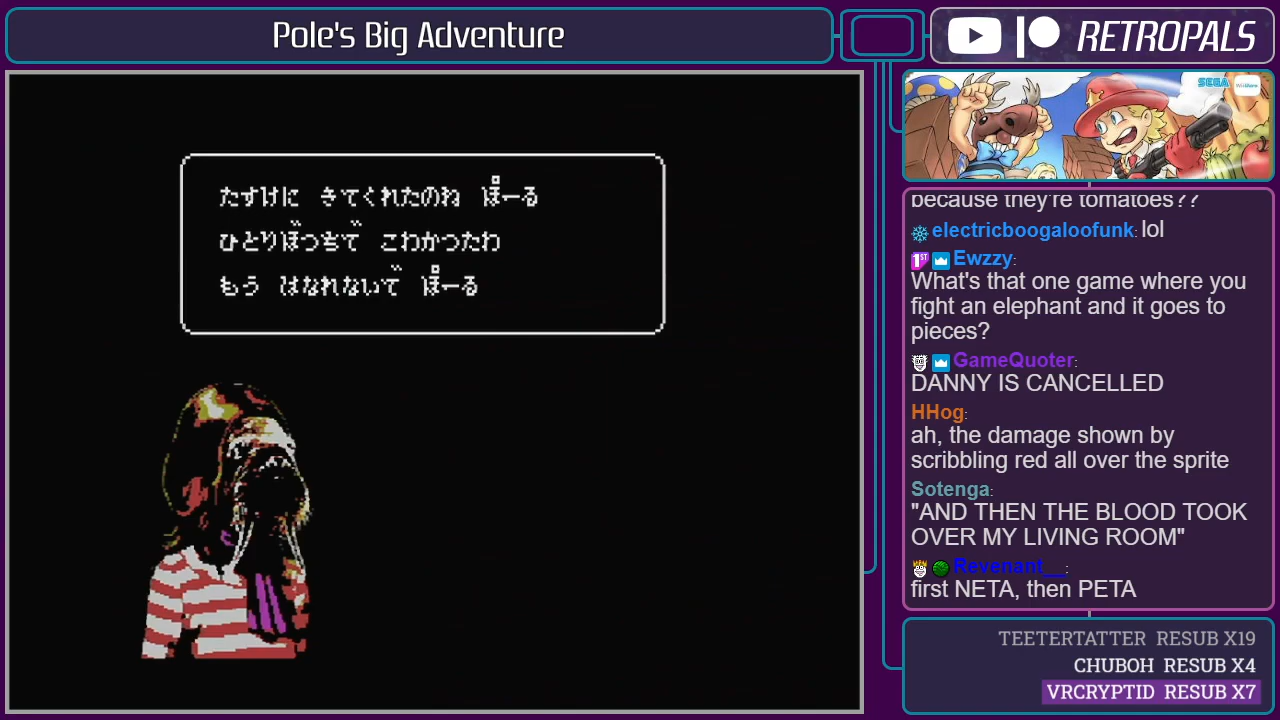 Pole's Big Adventure
RETROPALS
SEGA
WiiWare
たすけに きてくれたのね ぽーる
ひとりぼっちで こわかったわ
もう はなれないで ぽーる
because they're tomatoes??
electricboogaloofunk: lol
1ST Ewzzy:
What's that one game where you
fight an elephant and it goes to
pieces?
GameQuoter:
DANNY IS CANCELLED
HHog:
ah, the damage shown by
scribbling red all over the sprite
Sotenga:
"AND THEN THE BLOOD TOOK
OVER MY LIVING ROOM"
Revenant__:
first NETA, then PETA
TEETERTATTER RESUB X19
CHUBOH RESUB X4
VRCRYPTID RESUB X7